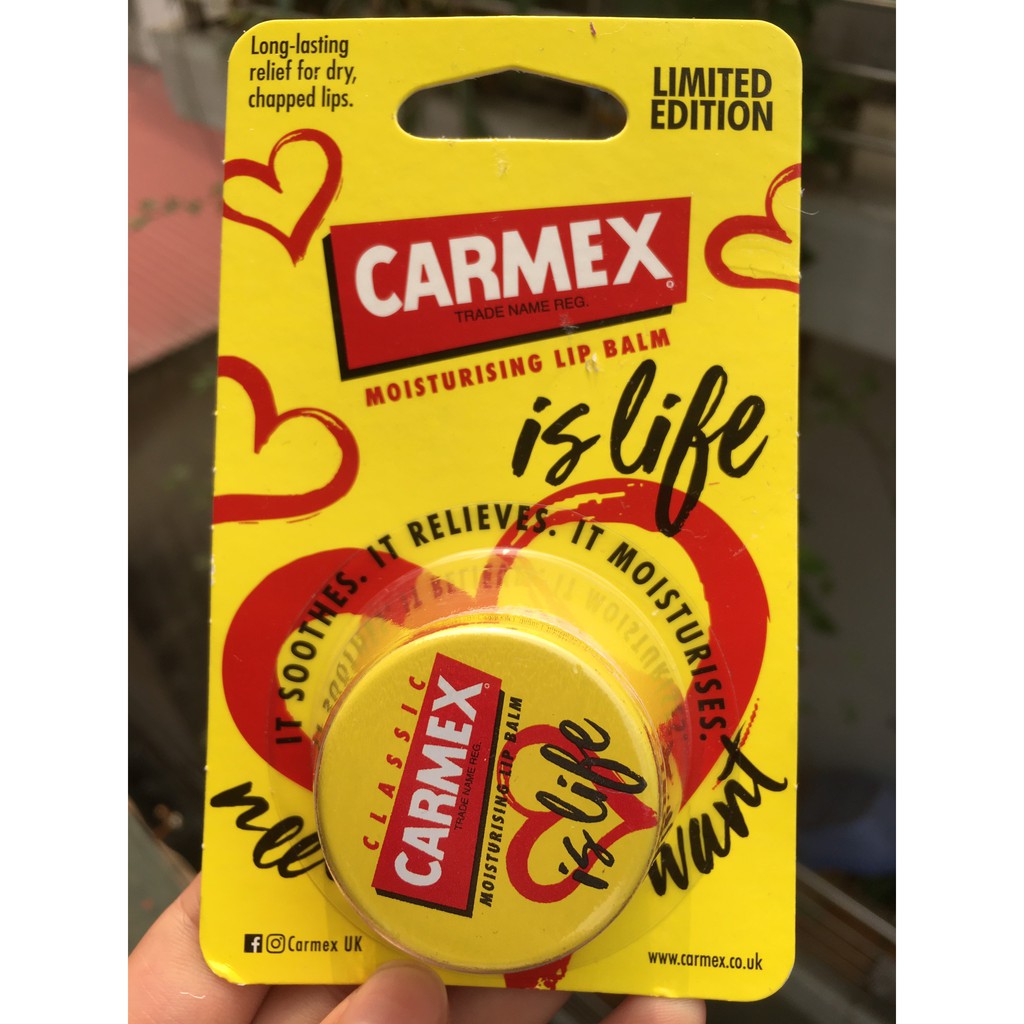 Long-lasting
relief for dry,
chapped lips.
LIMITED
EDITION
CARMEX®
TRADE NAME REG.
MOISTURISING LIP BALM
is life
IT SOOTHES. IT RELIEVES. IT MOISTURISES.
want
CLASSIC
CARMEX®
TRADE NAME REG.
MOISTURISING LIP BALM
is life
Carmex UK
www.carmex.co.uk